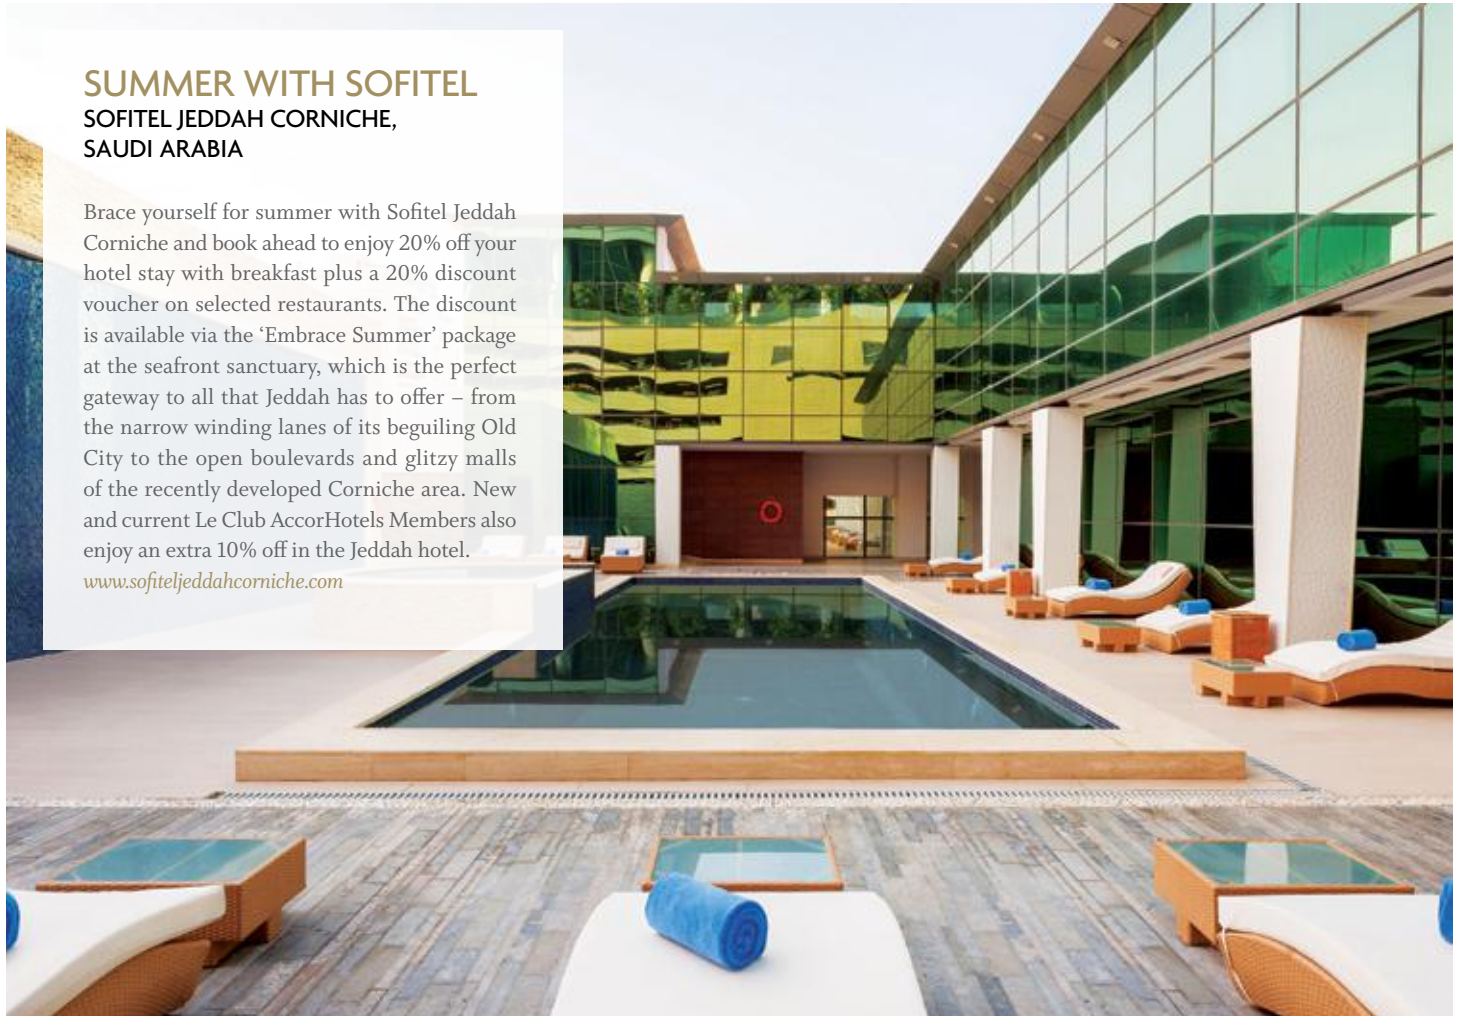 SUMMER WITH SOFITEL
SOFITEL JEDDAH CORNICHE,
SAUDI ARABIA
Brace yourself for summer with Sofitel Jeddah
Corniche and book ahead to enjoy 20% off your
hotel stay with breakfast plus a 20% discount
voucher on selected restaurants. The discount
is available via the ‘Embrace Summer’ package
at the seafront sanctuary, which is the perfect
gateway to all that Jeddah has to offer – from
the narrow winding lanes of its beguiling Old
City to the open boulevards and glitzy malls
of the recently developed Corniche area. New
and current Le Club AccorHotels Members also
enjoy an extra 10% off in the Jeddah hotel.
www.sofiteljeddahcorniche.com